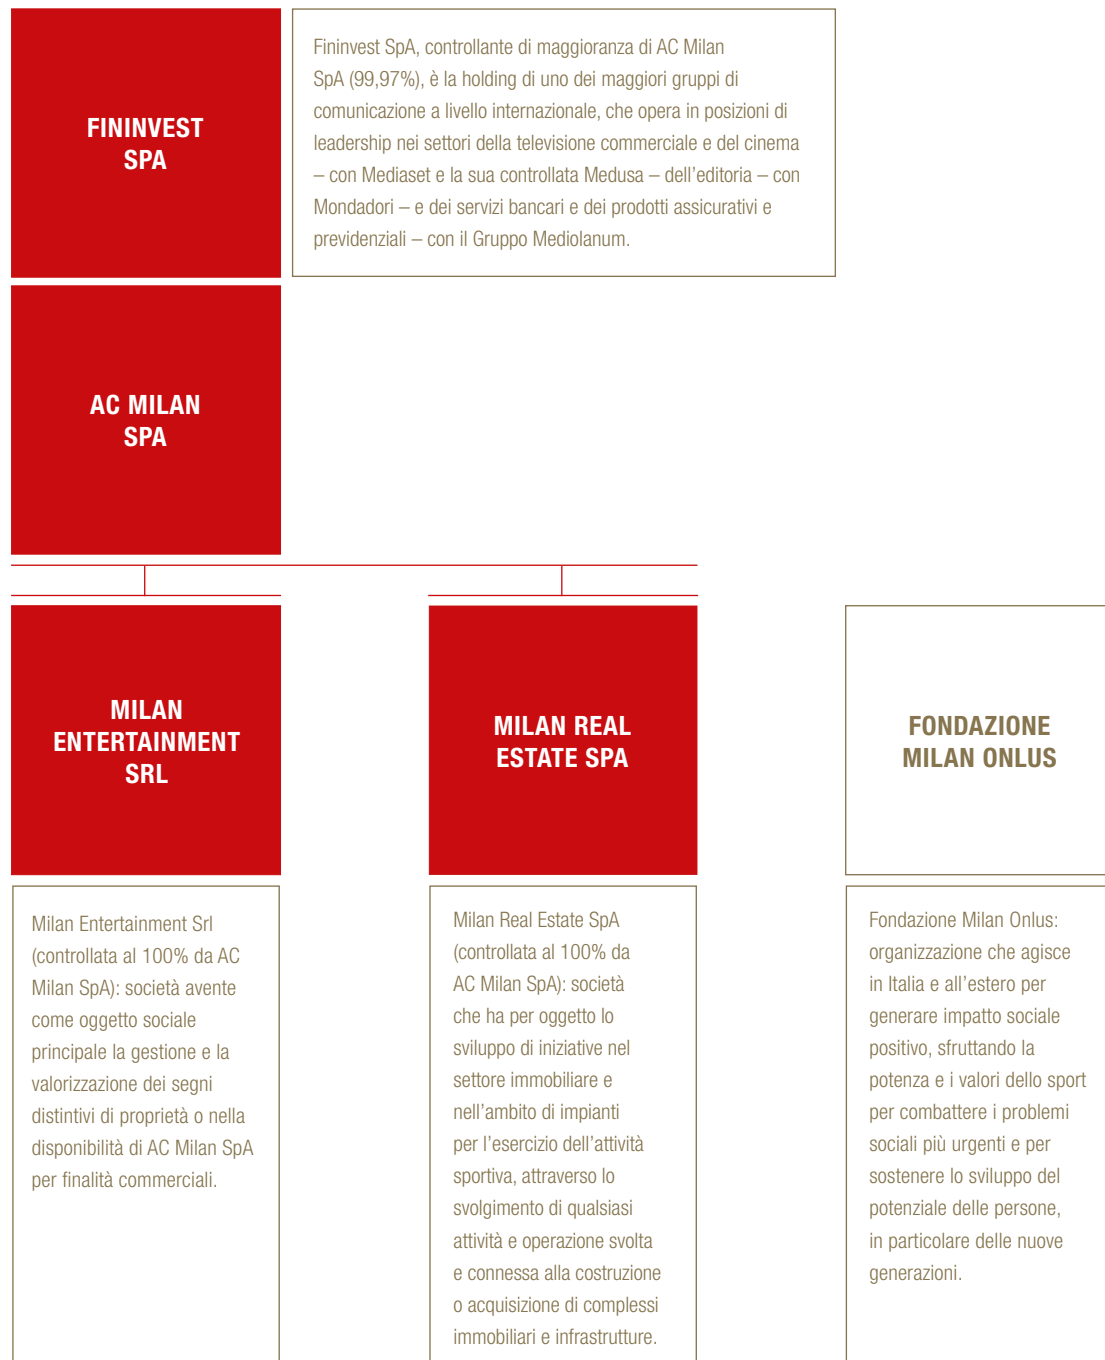 FININVEST
SPA
Fininvest SpA, controllante di maggioranza di AC Milan
SpA (99,97%), è la holding di uno dei maggiori gruppi di
comunicazione a livello internazionale, che opera in posizioni di
leadership nei settori della televisione commerciale e del cinema
– con Mediaset e la sua controllata Medusa – dell’editoria – con
Mondadori – e dei servizi bancari e dei prodotti assicurativi e
previdenziali – con il Gruppo Mediolanum.
AC MILAN
SPA
MILAN
ENTERTAINMENT
SRL
Milan Entertainment Srl
(controllata al 100% da AC
Milan SpA): società avente
come oggetto sociale
principale la gestione e la
valorizzazione dei segni
distintivi di proprietà o nella
disponibilità di AC Milan SpA
per finalità commerciali.
MILAN REAL
ESTATE SPA
Milan Real Estate SpA
(controllata al 100% da
AC Milan SpA): società
che ha per oggetto lo
sviluppo di iniziative nel
settore immobiliare e
nell’ambito di impianti
per l’esercizio dell’attività
sportiva, attraverso lo
svolgimento di qualsiasi
attività e operazione svolta
e connessa alla costruzione
o acquisizione di complessi
immobiliari e infrastrutture.
FONDAZIONE
MILAN ONLUS
Fondazione Milan Onlus:
organizzazione che agisce
in Italia e all’estero per
generare impatto sociale
positivo, sfruttando la
potenza e i valori dello sport
per combattere i problemi
sociali più urgenti e per
sostenere lo sviluppo del
potenziale delle persone,
in particolare delle nuove
generazioni.